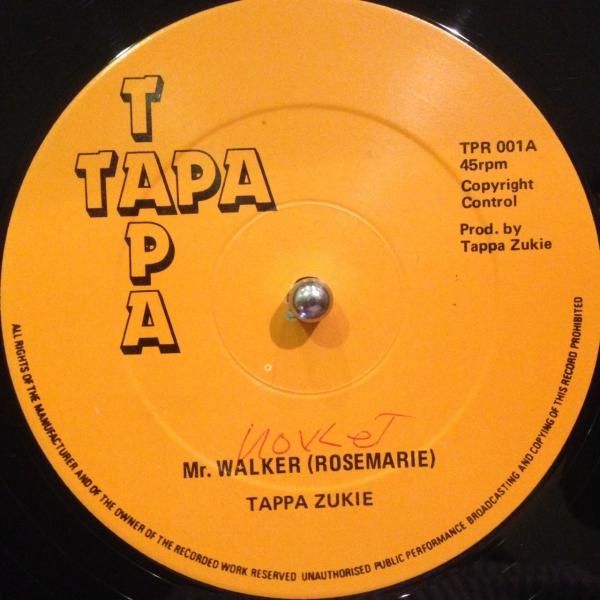 TAPA
TAPA
TPR 001A
45rpm
Copyright
Control
Prod. by
Tappa Zukie
Mr. WALKER (ROSEMARIE)
TAPPA ZUKIE
ALL RIGHTS OF THE MANUFACTURER AND OF THE OWNER OF THE RECORDED WORK RESERVED UNAUTHORISED PUBLIC PERFORMANCE BROADCASTING AND COPYING OF THIS RECORD PROHIBITED